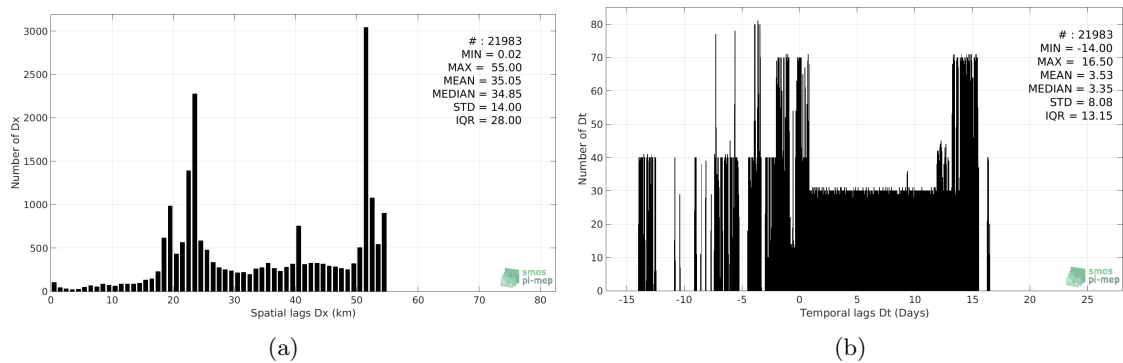 3000
2500
2000
1500
1000
500
0
Number of Dx
0 10 20 30 40 50 60 70 80
Spatial lags Dx (km)
# : 21983
MIN = 0.02
MAX = 55.00
MEAN = 35.05
MEDIAN = 34.85
STD = 14.00
IQR = 28.00
smos
pi-mep
(a)
80
70
60
50
40
30
20
10
0
Number of Dt
-15 -10 -5 0 5 10 15 20 25
Temporal lags Dt (Days)
# : 21983
MIN = -14.00
MAX = 16.50
MEAN = 3.53
MEDIAN = 3.35
STD = 8.08
IQR = 13.15
smos
pi-mep
(b)